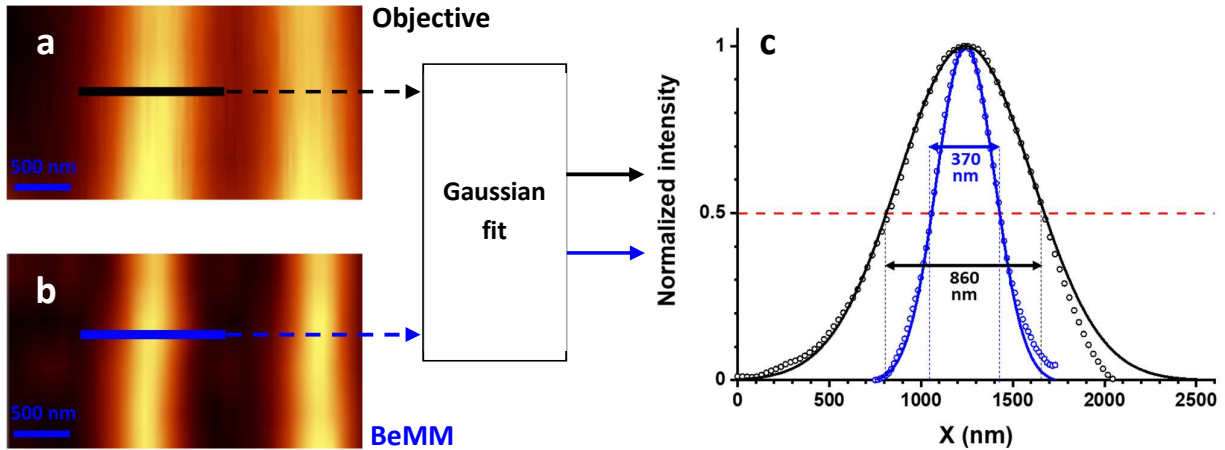 Objective
a
500 nm
b
500 nm
BeMM
Gaussian
fit
c
Normalized intensity
1
0.5
0
370
nm
860
nm
0 500 1000 1500 2000 2500
X (nm)